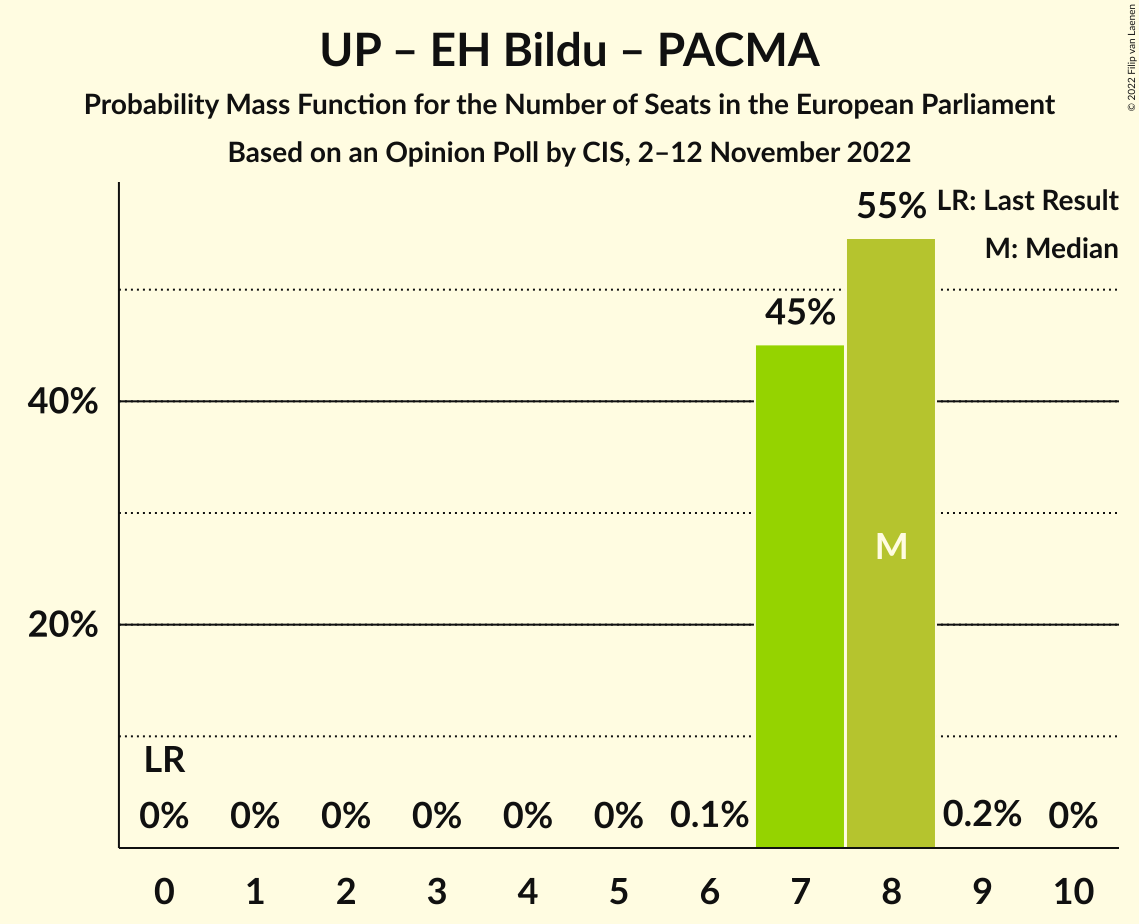 UP – EH Bildu – PACMA
Probability Mass Function for the Number of Seats in the European Parliament
Based on an Opinion Poll by CIS, 2–12 November 2022
© 2022 Filip van Laenen
LR: Last Result
M: Median
55%
45%
40%
M
20%
LR
0% 0% 0% 0% 0% 0% 0.1% 0.2% 0%
0 1 2 3 4 5 6 7 8 9 10